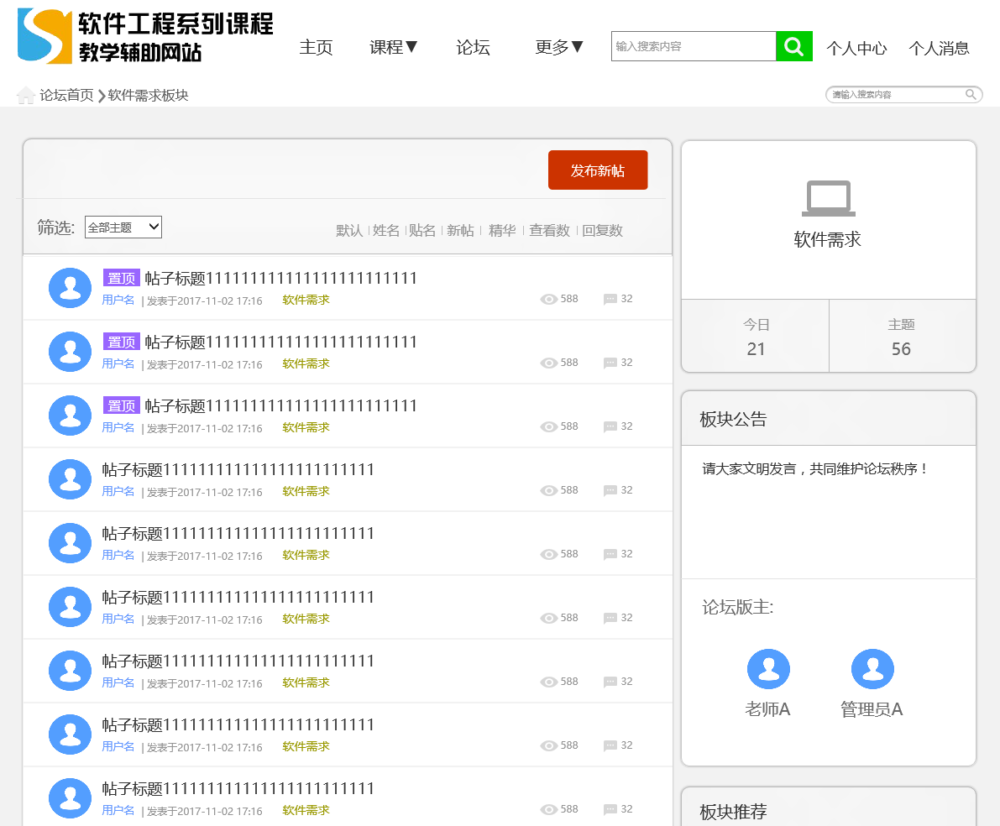 软件工程系列课程
教学辅助网站
主页 课程▼ 论坛 更多▼ 输入搜索内容 个人中心 个人消息
论坛首页 ❯ 软件需求板块 请输入搜索内容
发布新帖
筛选: 全部主题 默认 | 姓名 | 贴名 | 新帖 | 精华 | 查看数 | 回复数
置顶 帖子标题1111111111111111111111111
用户名 | 发表于2017-11-02 17:16 软件需求 588 32
置顶 帖子标题1111111111111111111111111
用户名 | 发表于2017-11-02 17:16 软件需求 588 32
置顶 帖子标题1111111111111111111111111
用户名 | 发表于2017-11-02 17:16 软件需求 588 32
帖子标题1111111111111111111111111
用户名 | 发表于2017-11-02 17:16 软件需求 588 32
帖子标题1111111111111111111111111
用户名 | 发表于2017-11-02 17:16 软件需求 588 32
帖子标题1111111111111111111111111
用户名 | 发表于2017-11-02 17:16 软件需求 588 32
帖子标题1111111111111111111111111
用户名 | 发表于2017-11-02 17:16 软件需求 588 32
帖子标题1111111111111111111111111
用户名 | 发表于2017-11-02 17:16 软件需求 588 32
帖子标题1111111111111111111111111
用户名 | 发表于2017-11-02 17:16 软件需求 588 32
软件需求
今日 主题
21 56
板块公告
请大家文明发言，共同维护论坛秩序！
论坛版主:
老师A 管理员A
板块推荐